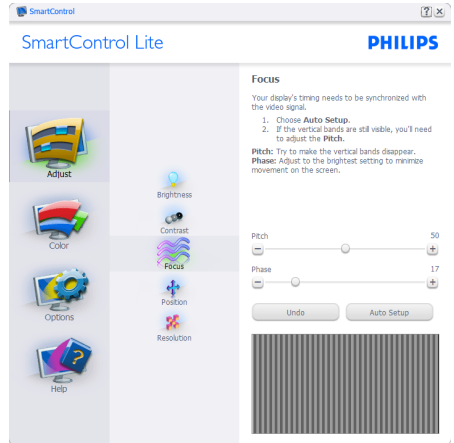 SmartControl
SmartControl Lite
PHILIPS
Adjust
Color
Options
Help
Brightness
Contrast
Focus
Position
Resolution
Focus
Your display's timing needs to be synchronized with
the video signal.
1. Choose Auto Setup.
2. If the vertical bands are still visible, you'll need
to adjust the Pitch.
Pitch: Try to make the vertical bands disappear.
Phase: Adjust to the brightest setting to minimize
movement on the screen.
Pitch 50
Phase 17
Undo Auto Setup